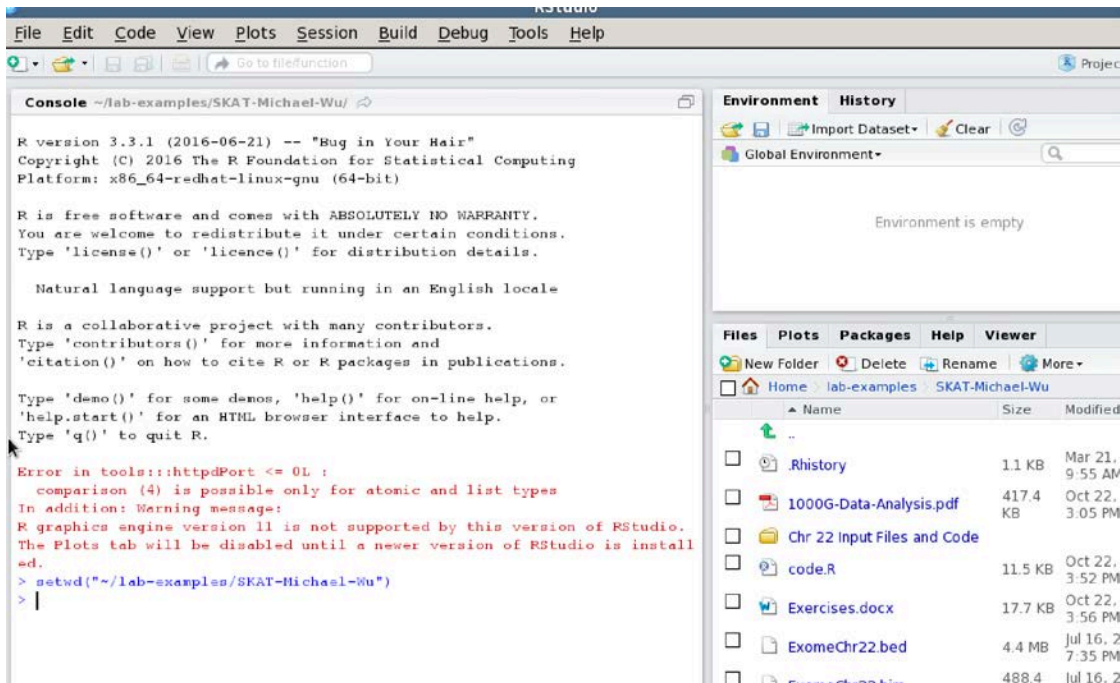 RStudio
File Edit Code View Plots Session Build Debug Tools Help
Go to file/function
Projec
Console ~/lab-examples/SKAT-Michael-Wu/
R version 3.3.1 (2016-06-21) -- "Bug in Your Hair"
Copyright (C) 2016 The R Foundation for Statistical Computing
Platform: x86_64-redhat-linux-gnu (64-bit)
R is free software and comes with ABSOLUTELY NO WARRANTY.
You are welcome to redistribute it under certain conditions.
Type 'license()' or 'licence()' for distribution details.
Natural language support but running in an English locale
R is a collaborative project with many contributors.
Type 'contributors()' for more information and
'citation()' on how to cite R or R packages in publications.
Type 'demo()' for some demos, 'help()' for on-line help, or
'help.start()' for an HTML browser interface to help.
Type 'q()' to quit R.
Error in tools:::httpdPort <= 0L :
comparison (4) is possible only for atomic and list types
In addition: Warning message:
R graphics engine version 11 is not supported by this version of RStudio.
The Plots tab will be disabled until a newer version of RStudio is install
ed.
> setwd("~/lab-examples/SKAT-Michael-Wu")
>
Environment History
Import Dataset Clear
Global Environment
Environment is empty
Files Plots Packages Help Viewer
New Folder Delete Rename More
Home lab-examples SKAT-Michael-Wu
Name Size Modified
..
.Rhistory 1.1 KB Mar 21, 9:55 AM
1000G-Data-Analysis.pdf 417.4 KB Oct 22, 3:05 PM
Chr 22 Input Files and Code
code.R 11.5 KB Oct 22, 3:52 PM
Exercises.docx 17.7 KB Oct 22, 3:56 PM
ExomeChr22.bed 4.4 MB Jul 16, 2 7:35 PM
ExomeChr22.bim 488.4 Jul 16, 2